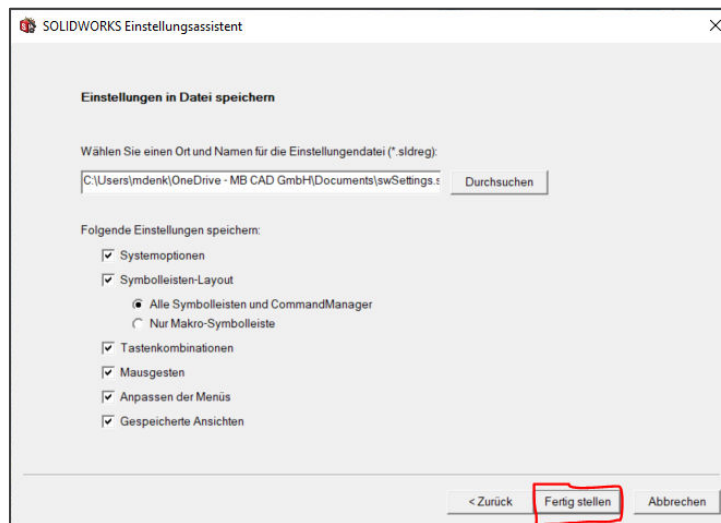 SOLIDWORKS Einstellungsassistent
Einstellungen in Datei speichern
Wählen Sie einen Ort und Namen für die Einstellungendatei (*.sldreg):
C:\Users\mdenk\OneDrive - MB CAD GmbH\Documents\swSettings.s
Durchsuchen
Folgende Einstellungen speichern:
Systemoptionen
Symbolleisten-Layout
Alle Symbolleisten und CommandManager
Nur Makro-Symbolleiste
Tastenkombinationen
Mausgesten
Anpassen der Menüs
Gespeicherte Ansichten
< Zurück
Fertig stellen
Abbrechen